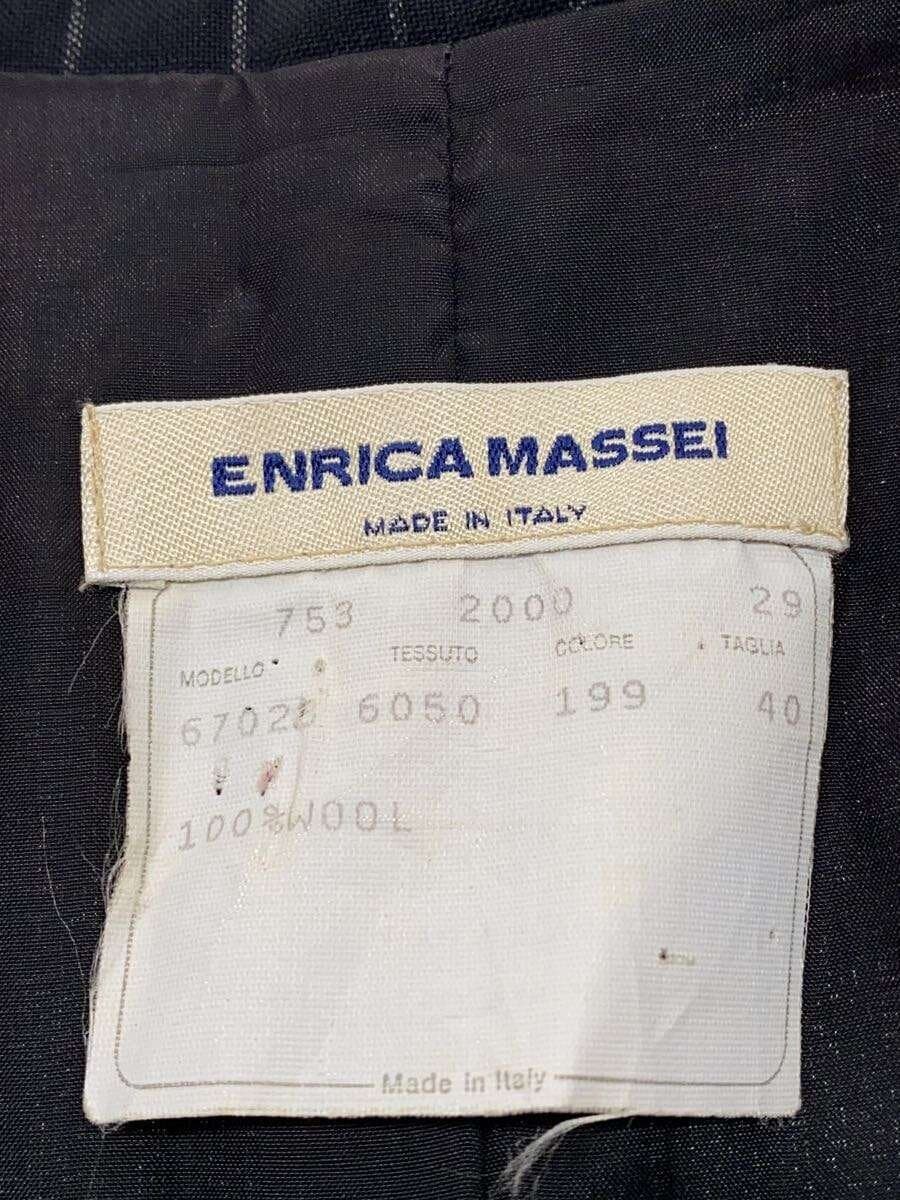 ENRICA MASSEI
MADE IN ITALY
753 2000 29
MODELLO TESSUTO COLORE TAGLIA
6050 199 40
100%WOOL
Made in Italy